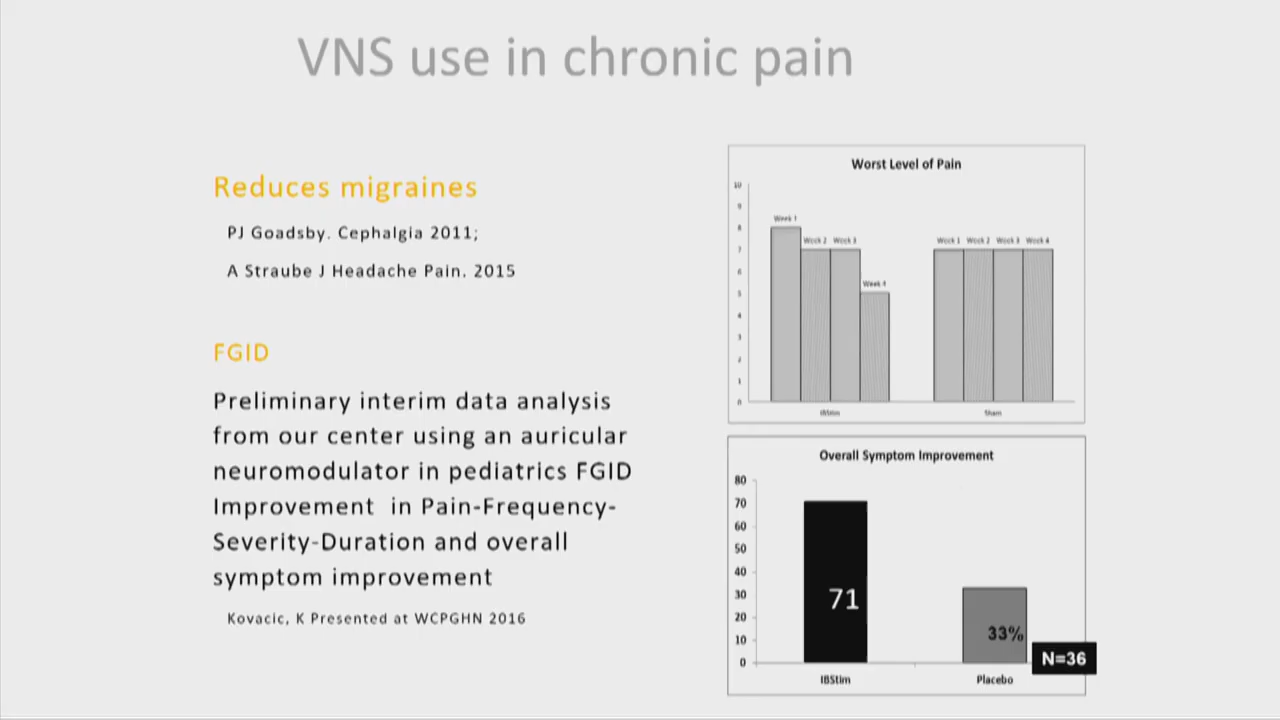 VNS use in chronic pain
Reduces migraines
PJ Goadsby. Cephalgia 2011;
A Straube J Headache Pain. 2015
FGID
Preliminary interim data analysis
from our center using an auricular
neuromodulator in pediatrics FGID
Improvement in Pain-Frequency-
Severity-Duration and overall
symptom improvement
Kovacic, K Presented at WCPGHN 2016
Worst Level of Pain
10
9
8
7
6
5
4
3
2
1
0
Week 1
Week 2 Week 3
Week 4
Week 1 Week 2 Week 3 Week 4
IBStim Sham
Overall Symptom Improvement
80
70
60
50
40
30
20
10
0
71
33%
N=36
IBStim Placebo